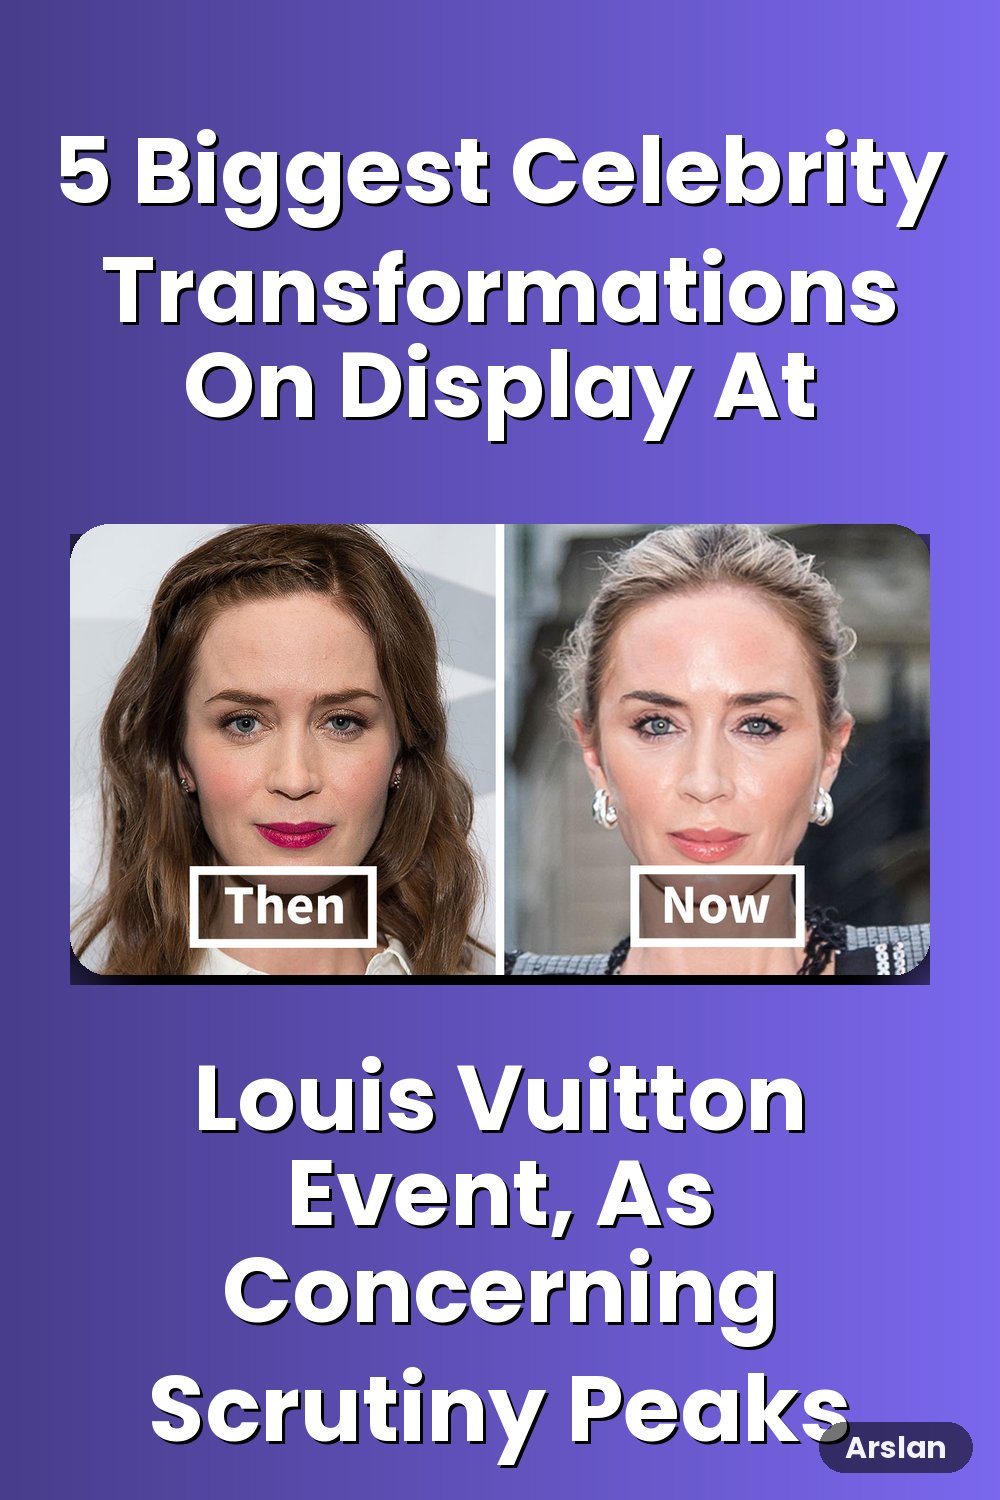 5 Biggest Celebrity
Transformations
On Display At
Then
Now
Louis Vuitton
Event, As
Concerning
Scrutiny Peaks
Arslan